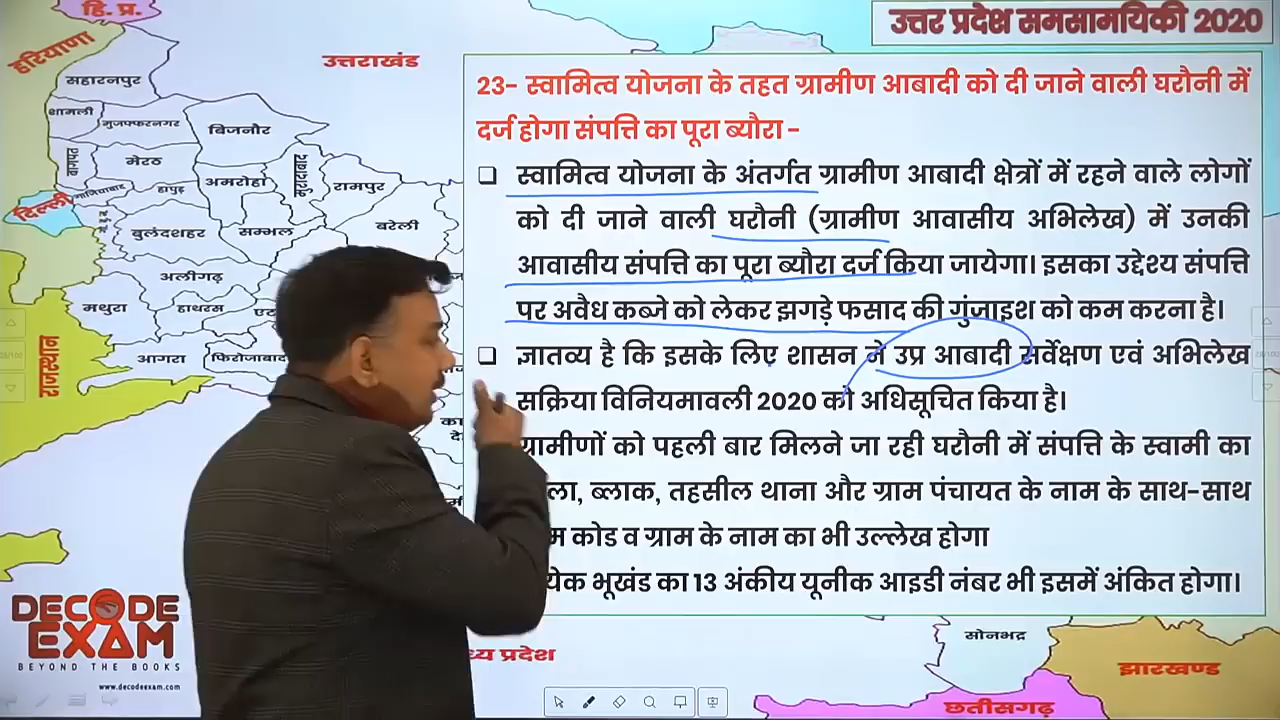 हि. प्र.
उत्तर प्रदेश समसामयिकी 2020
हरियाणा
उत्तराखंड
सहारनपुर
शामली
मुजफ्फरनगर
बिजनौर
बागपत
मेरठ
हापुड़
अमरोहा
मुरादाबाद
रामपुर
गाजियाबाद
दिल्ली
बुलंदशहर
सम्भल
बरेली
अलीगढ़
मथुरा
हाथरस
आगरा
फिरोजाबाद
राजस्थान
23- स्वामित्व योजना के तहत ग्रामीण आबादी को दी जाने वाली घरौनी में
दर्ज होगा संपत्ति का पूरा ब्यौरा -
स्वामित्व योजना के अंतर्गत ग्रामीण आबादी क्षेत्रों में रहने वाले लोगों
को दी जाने वाली घरौनी (ग्रामीण आवासीय अभिलेख) में उनकी
आवासीय संपत्ति का पूरा ब्यौरा दर्ज किया जायेगा। इसका उद्देश्य संपत्ति
पर अवैध कब्जे को लेकर झगड़े फसाद की गुंजाइश को कम करना है।
ज्ञातव्य है कि इसके लिए शासन ने उप्र आबादी सर्वेक्षण एवं अभिलेख
सक्रिया विनियमावली 2020 को अधिसूचित किया है।
ग्रामीणों को पहली बार मिलने जा रही घरौनी में संपत्ति के स्वामी का
ला, ब्लाक, तहसील थाना और ग्राम पंचायत के नाम के साथ-साथ
म कोड व ग्राम के नाम का भी उल्लेख होगा
येक भूखंड का 13 अंकीय यूनीक आइडी नंबर भी इसमें अंकित होगा।
DECODE
EXAM
BEYOND THE BOOKS
www.decodeexam.com
ध्य प्रदेश
सोनभद्र
झारखण्ड
छतीसगढ़